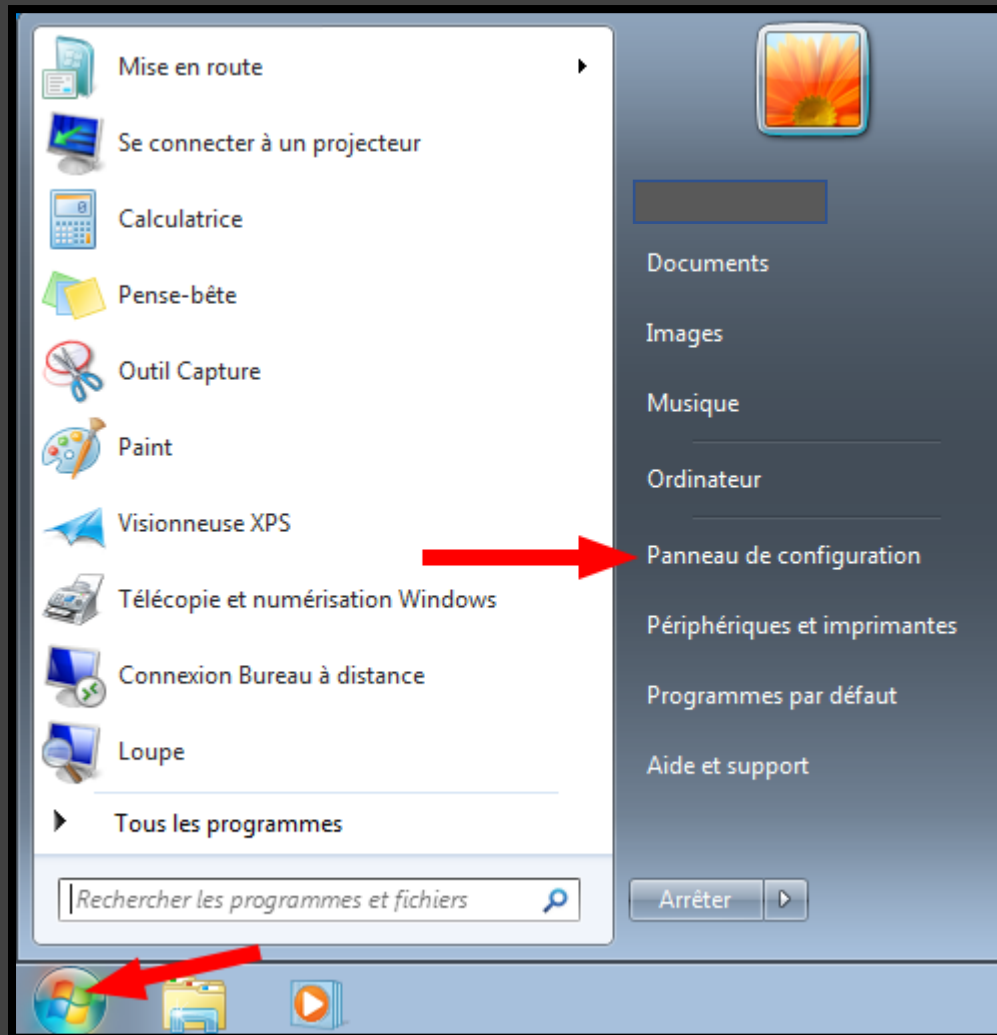 Mise en route
Se connecter à un projecteur
Calculatrice
Pense-bête
Outil Capture
Paint
Visionneuse XPS
Télécopie et numérisation Windows
Connexion Bureau à distance
Loupe
Tous les programmes
Rechercher les programmes et fichiers
Documents
Images
Musique
Ordinateur
Panneau de configuration
Périphériques et imprimantes
Programmes par défaut
Aide et support
Arrêter